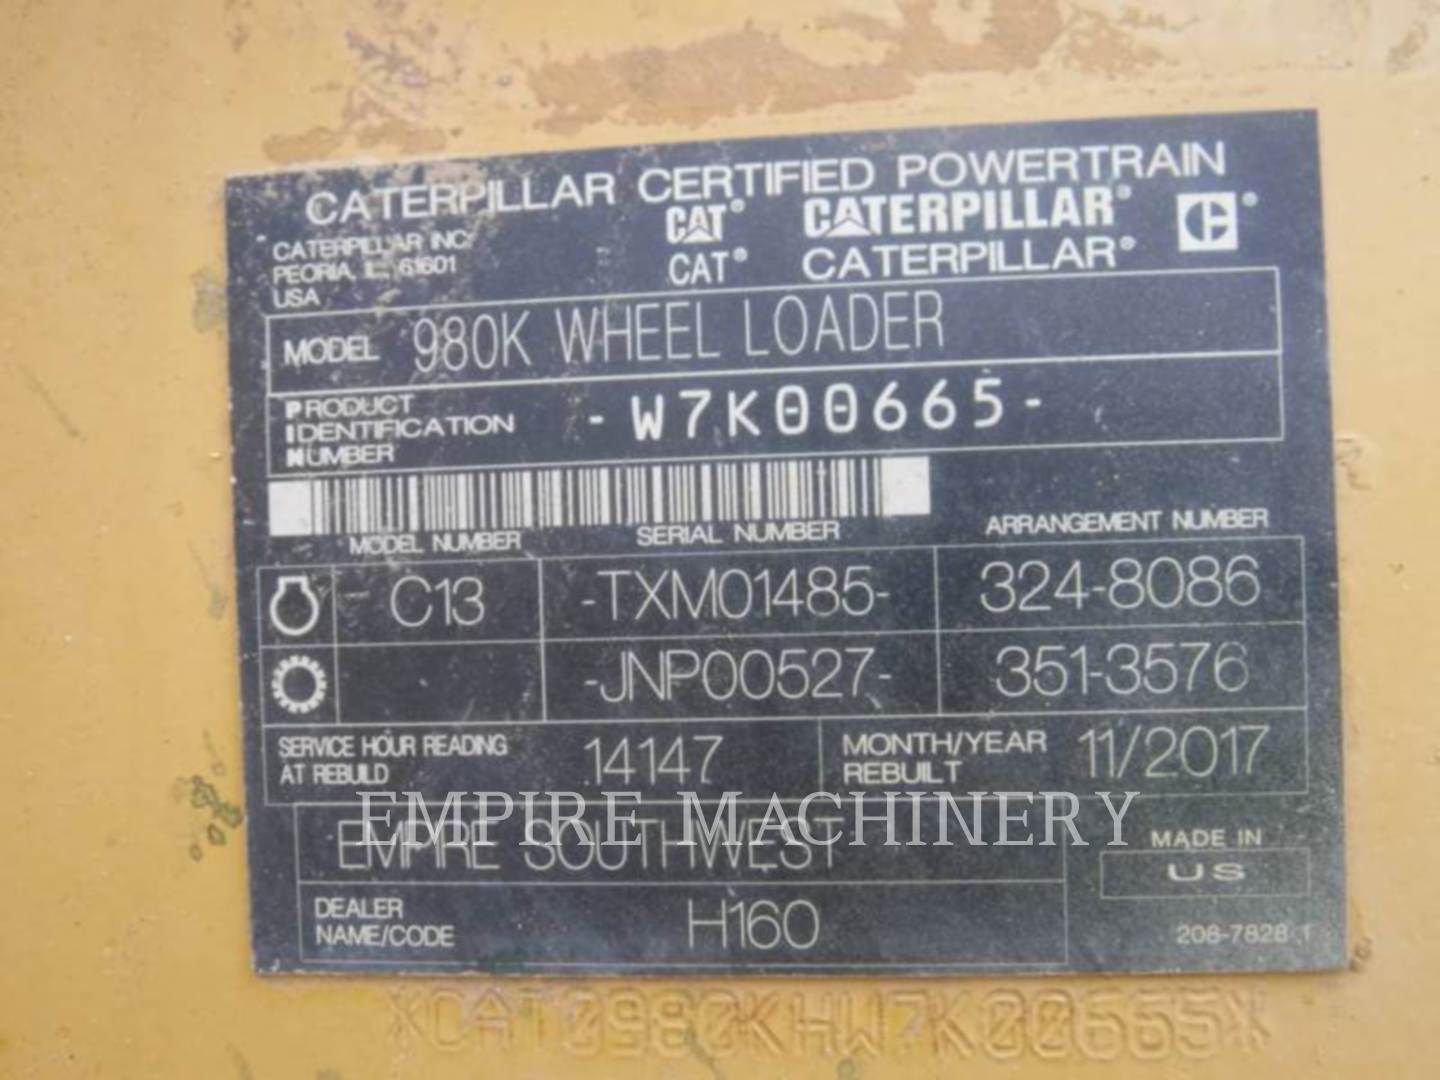 CATERPILLAR CERTIFIED POWERTRAIN
CATERPILLAR INC.
PEORIA, IL 61601
USA
CAT® CATERPILLAR® C®
CAT® CATERPILLAR®
MODEL 980K WHEEL LOADER
PRODUCT
IDENTIFICATION
NUMBER
-W7K00665-
MODEL NUMBER SERIAL NUMBER ARRANGEMENT NUMBER
C13 -TXM01485- 324-8086
-JNP00527- 351-3576
SERVICE HOUR READING
AT REBUILD
14147
MONTH/YEAR
REBUILT
11/2017
EMPIRE MACHINERY
EMPIRE SOUTHWEST
MADE IN
US
DEALER
NAME/CODE
H160
208-7828 1
*CAT0980KHW7K00665*